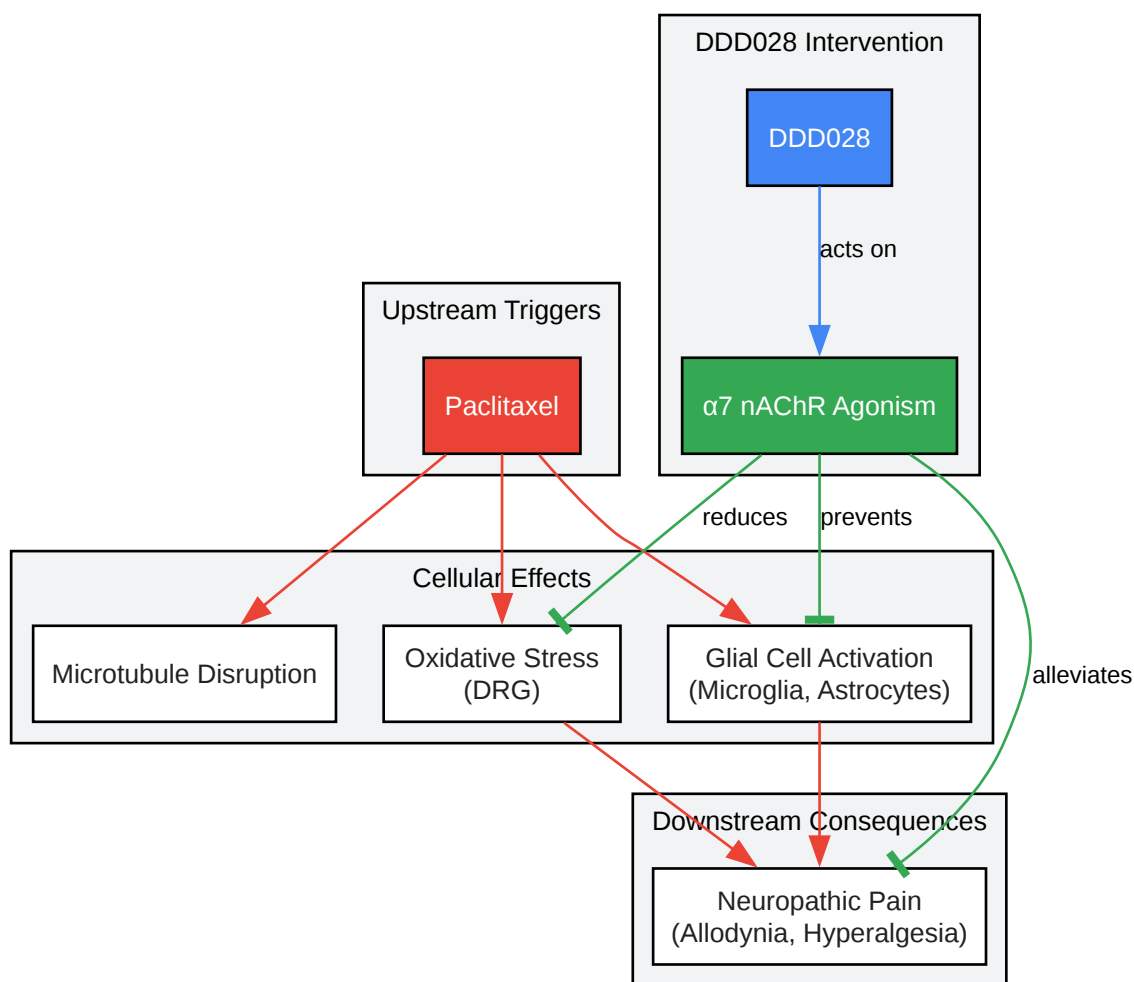 DDD028 Intervention
DDD028
acts on
Upstream Triggers
Paclitaxel
α7 nAChR Agonism
reduces
prevents
Cellular Effects
Microtubule Disruption
Oxidative Stress
(DRG)
Glial Cell Activation
(Microglia, Astrocytes)
alleviates
Downstream Consequences
Neuropathic Pain
(Allodynia, Hyperalgesia)